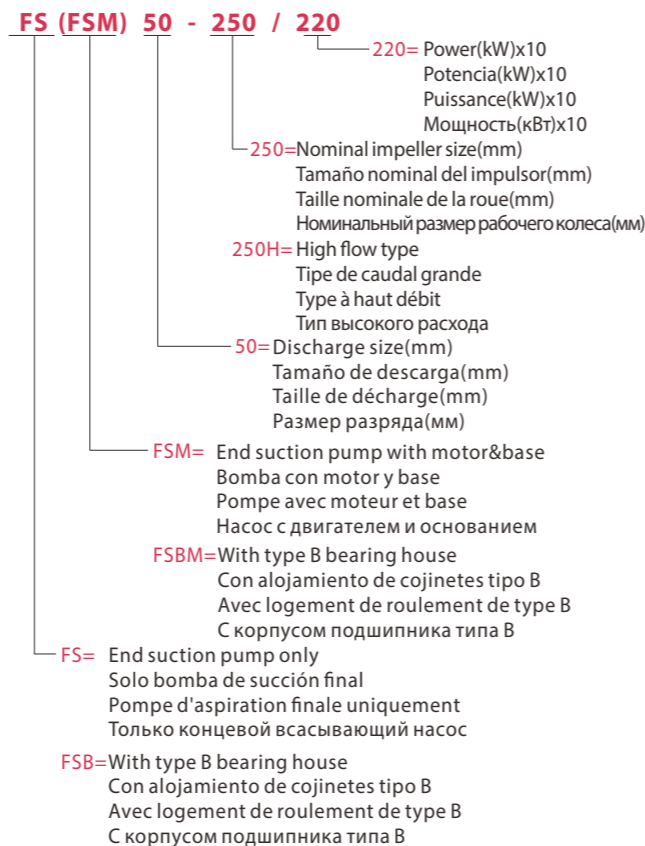 FS (FSM) 50 - 250 / 220
220= Power(kW)x10
Potencia(kW)x10
Puissance(kW)x10
Мощность(кВт)x10
250=Nominal impeller size(mm)
Tamaño nominal del impulsor(mm)
Taille nominale de la roue(mm)
Номинальный размер рабочего колеса(мм)
250H= High flow type
Tipe de caudal grande
Type à haut débit
Тип высокого расхода
50=Discharge size(mm)
Tamaño de descarga(mm)
Taille de décharge(mm)
Размер разряда(мм)
FSM= End suction pump with motor&base
Bomba con motor y base
Pompe avec moteur et base
Насос с двигателем и основанием
FSBM=With type B bearing house
Con alojamiento de cojinetes tipo B
Avec logement de roulement de type B
С корпусом подшипника типа В
FS= End suction pump only
Solo bomba de succión final
Pompe d'aspiration finale uniquement
Только концевой всасывающий насос
FSB=With type B bearing house
Con alojamiento de cojinetes tipo B
Avec logement de roulement de type B
С корпусом подшипника типа В